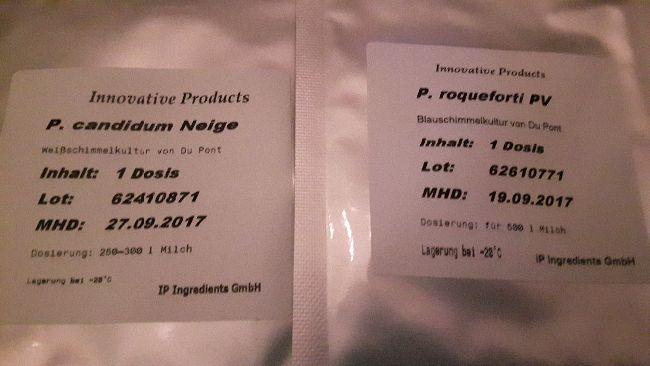 Innovative Products
P. candidum Neige
Weißschimmelkultur von Du Pont
Inhalt: 1 Dosis
Lot: 62410871
MHD: 27.09.2017
Dosierung: 250-300 l Milch
Lagerung bei -20°C
IP Ingredients GmbH
Innovative Products
P. roqueforti PV
Blauschimmelkultur von Du Pont
Inhalt: 1 Dosis
Lot: 62610771
MHD: 19.09.2017
Dosierung: für 500 l Milch
Lagerung bei -20°C
IP Ingredients GmbH